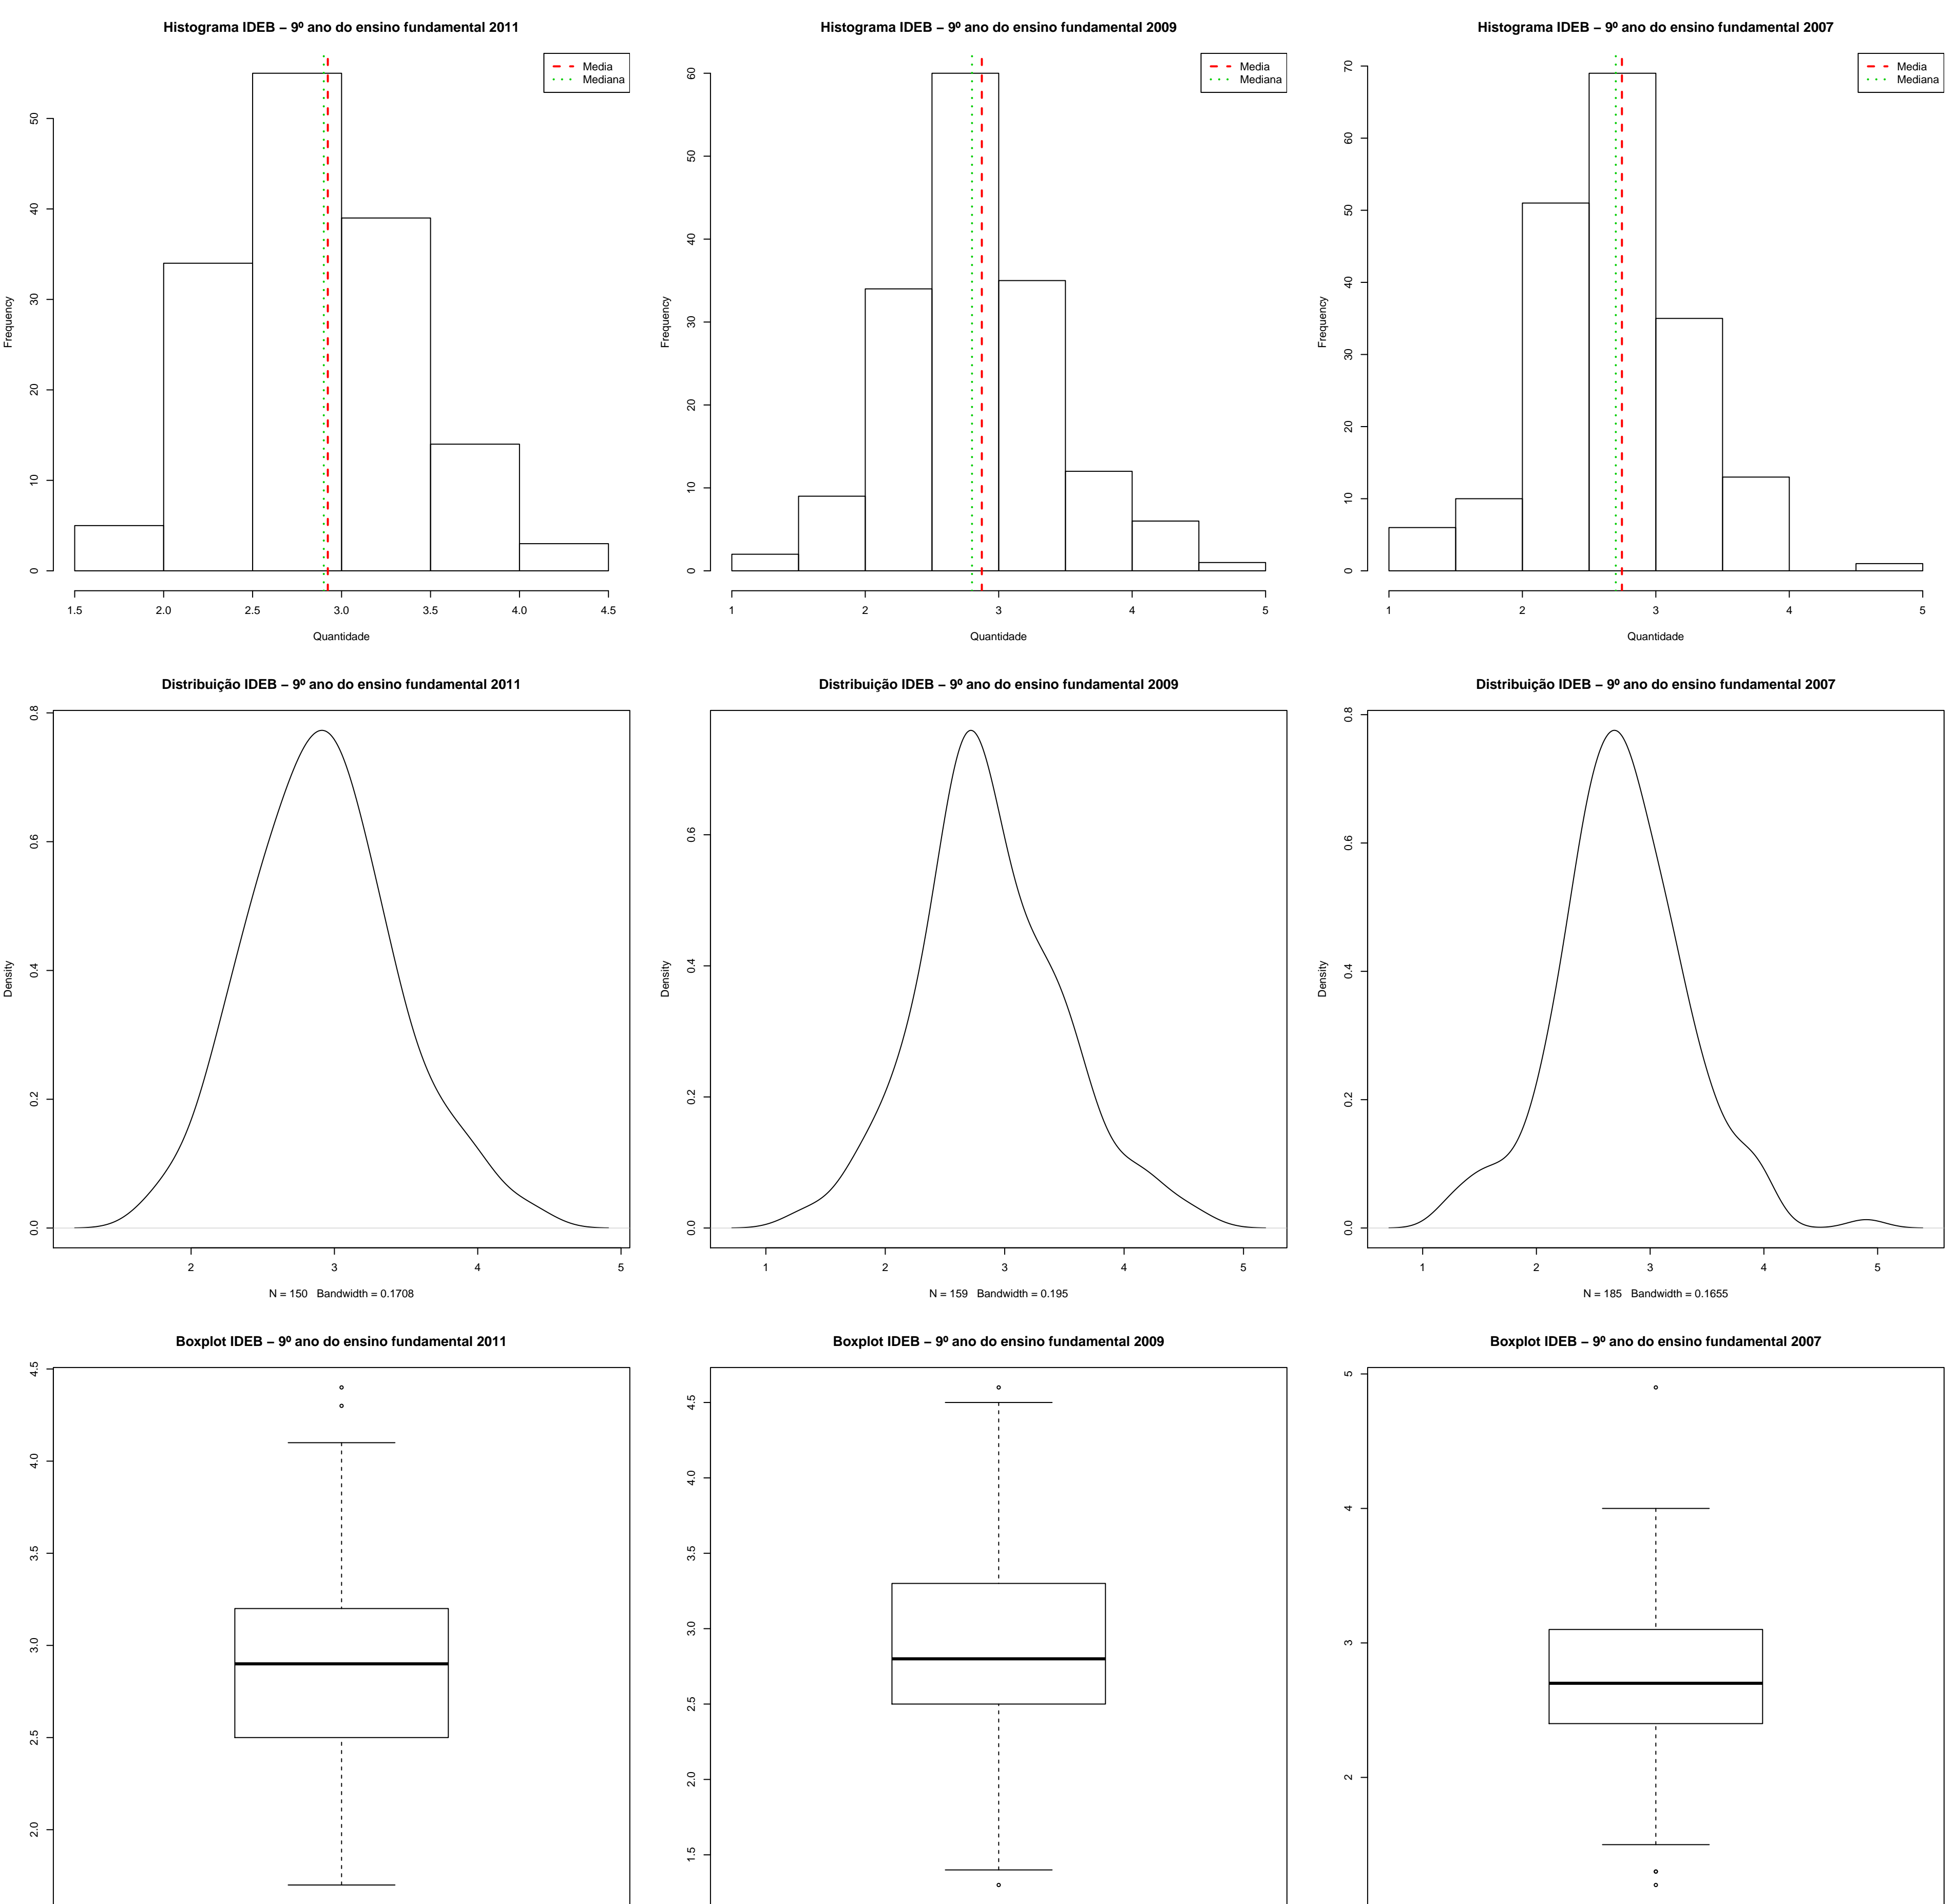 Histograma IDEB – 9º ano do ensino fundamental 2011
Media
Mediana
Frequency
0 10 20 30 40 50
1.5 2.0 2.5 3.0 3.5 4.0 4.5
Quantidade
Histograma IDEB – 9º ano do ensino fundamental 2009
Media
Mediana
Frequency
0 10 20 30 40 50 60
1 2 3 4 5
Quantidade
Histograma IDEB – 9º ano do ensino fundamental 2007
Media
Mediana
Frequency
0 10 20 30 40 50 60 70
1 2 3 4 5
Quantidade
Distribuição IDEB – 9º ano do ensino fundamental 2011
Density
0.0 0.2 0.4 0.6 0.8
2 3 4 5
N = 150 Bandwidth = 0.1708
Distribuição IDEB – 9º ano do ensino fundamental 2009
Density
0.0 0.2 0.4 0.6
1 2 3 4 5
N = 159 Bandwidth = 0.195
Distribuição IDEB – 9º ano do ensino fundamental 2007
Density
0.0 0.2 0.4 0.6 0.8
1 2 3 4 5
N = 185 Bandwidth = 0.1655
Boxplot IDEB – 9º ano do ensino fundamental 2011
2.0 2.5 3.0 3.5 4.0 4.5
Boxplot IDEB – 9º ano do ensino fundamental 2009
1.5 2.0 2.5 3.0 3.5 4.0 4.5
Boxplot IDEB – 9º ano do ensino fundamental 2007
2 3 4 5